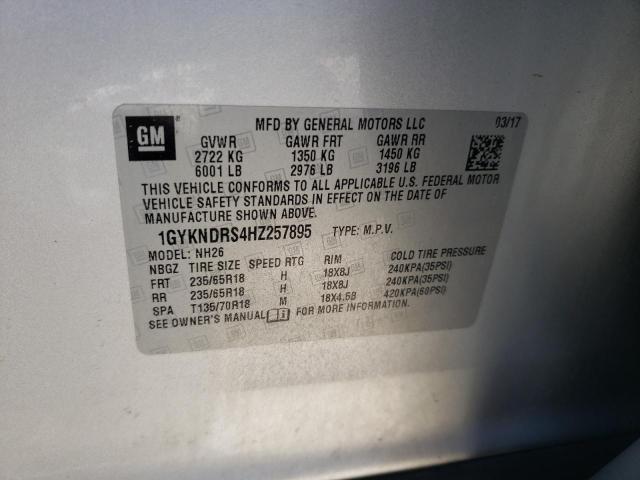 GM
MFD BY GENERAL MOTORS LLC 03/17
GVWR GAWR FRT GAWR RR
2722 KG 1350 KG 1450 KG
6001 LB 2976 LB 3196 LB
THIS VEHICLE CONFORMS TO ALL APPLICABLE U.S. FEDERAL MOTOR
VEHICLE SAFETY STANDARDS IN EFFECT ON THE DATE OF
MANUFACTURE SHOWN ABOVE.
1GYKNDRS4HZ257895 TYPE: M.P.V.
MODEL: NH26
NBGZ TIRE SIZE SPEED RTG RIM COLD TIRE PRESSURE
FRT 235/65R18 H 18X8J 240KPA(35PSI)
RR 235/65R18 H 18X8J 240KPA(35PSI)
SPA T135/70R18 M 18X4.5B 420KPA(60PSI)
SEE OWNER'S MANUAL FOR MORE INFORMATION.